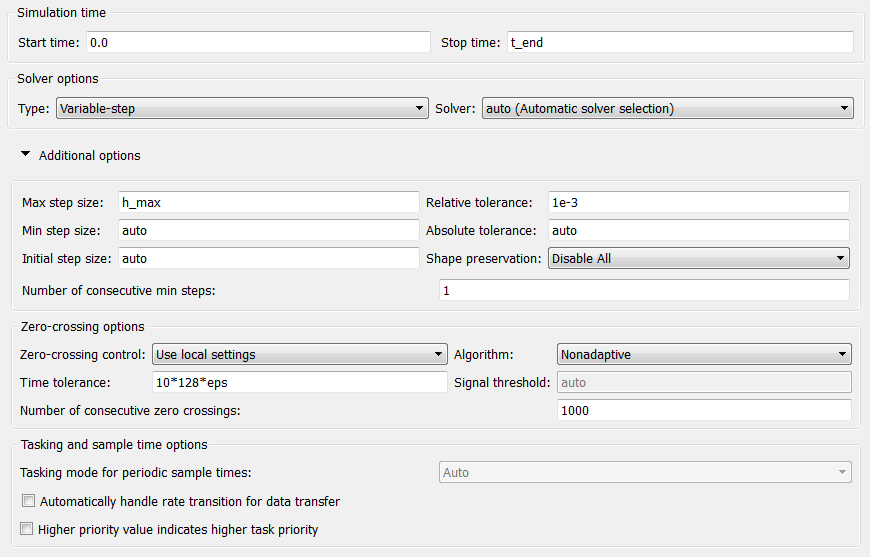 Simulation time
Start time: 0.0 Stop time: t_end
Solver options
Type: Variable-step Solver: auto (Automatic solver selection)
Additional options
Max step size: h_max Relative tolerance: 1e-3
Min step size: auto Absolute tolerance: auto
Initial step size: auto Shape preservation: Disable All
Number of consecutive min steps: 1
Zero-crossing options
Zero-crossing control: Use local settings Algorithm: Nonadaptive
Time tolerance: 10*128*eps Signal threshold: auto
Number of consecutive zero crossings: 1000
Tasking and sample time options
Tasking mode for periodic sample times: Auto
Automatically handle rate transition for data transfer
Higher priority value indicates higher task priority